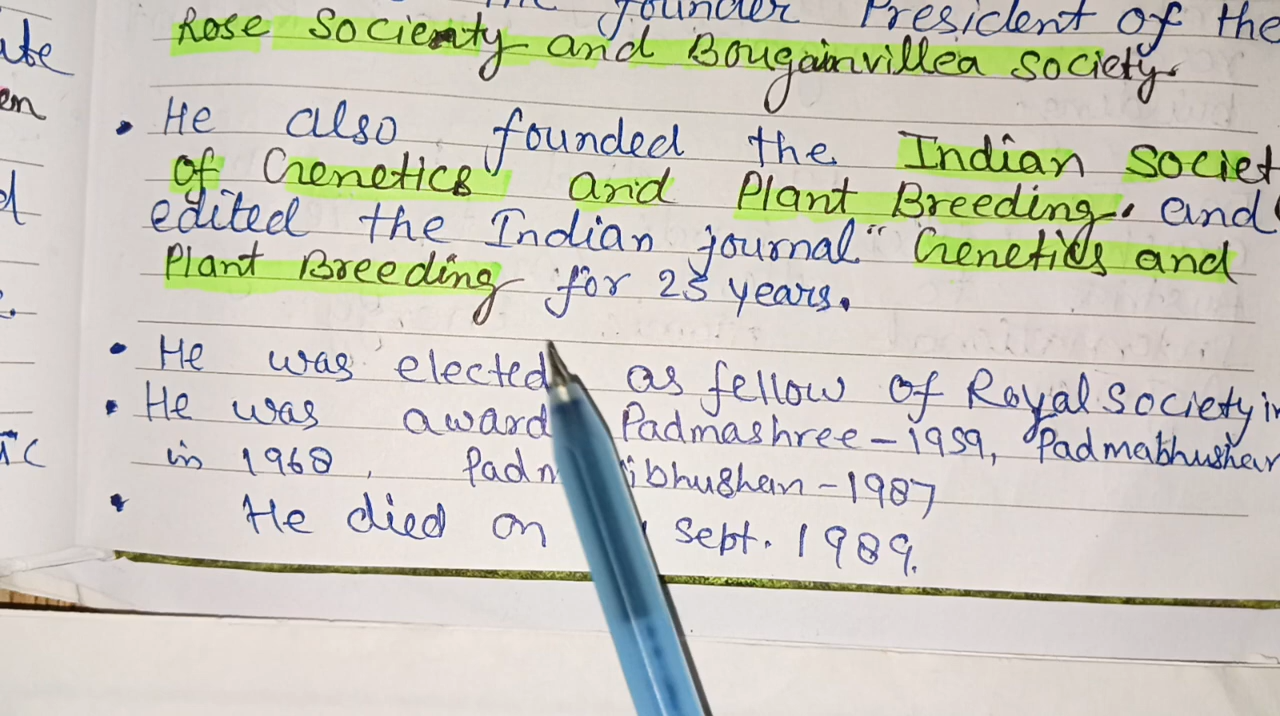 founder President of the
Rose Society and Bougainvillea Society.
• He also founded the Indian Societ
of Genetics and Plant Breeding, and
edited the Indian journal "Genetics and
Plant Breeding for 25 years.
• He was elected as fellow of Royal Society in
• He was award Padmashree-1959, Padmabhushan
in 1968, Padm ibhushan-1987
• He died on Sept. 1989.